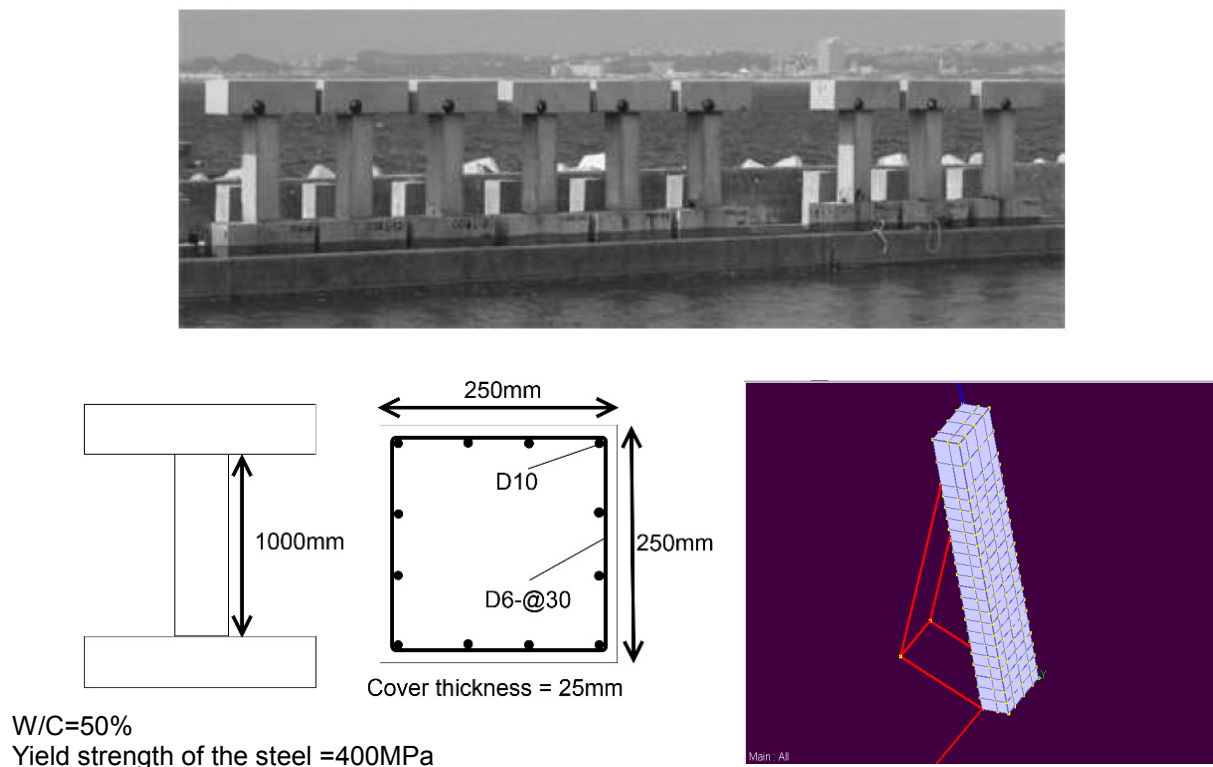 250mm
D10
1000mm
250mm
D6-@30
Cover thickness = 25mm
W/C=50%
Yield strength of the steel =400MPa
Y
Main : All